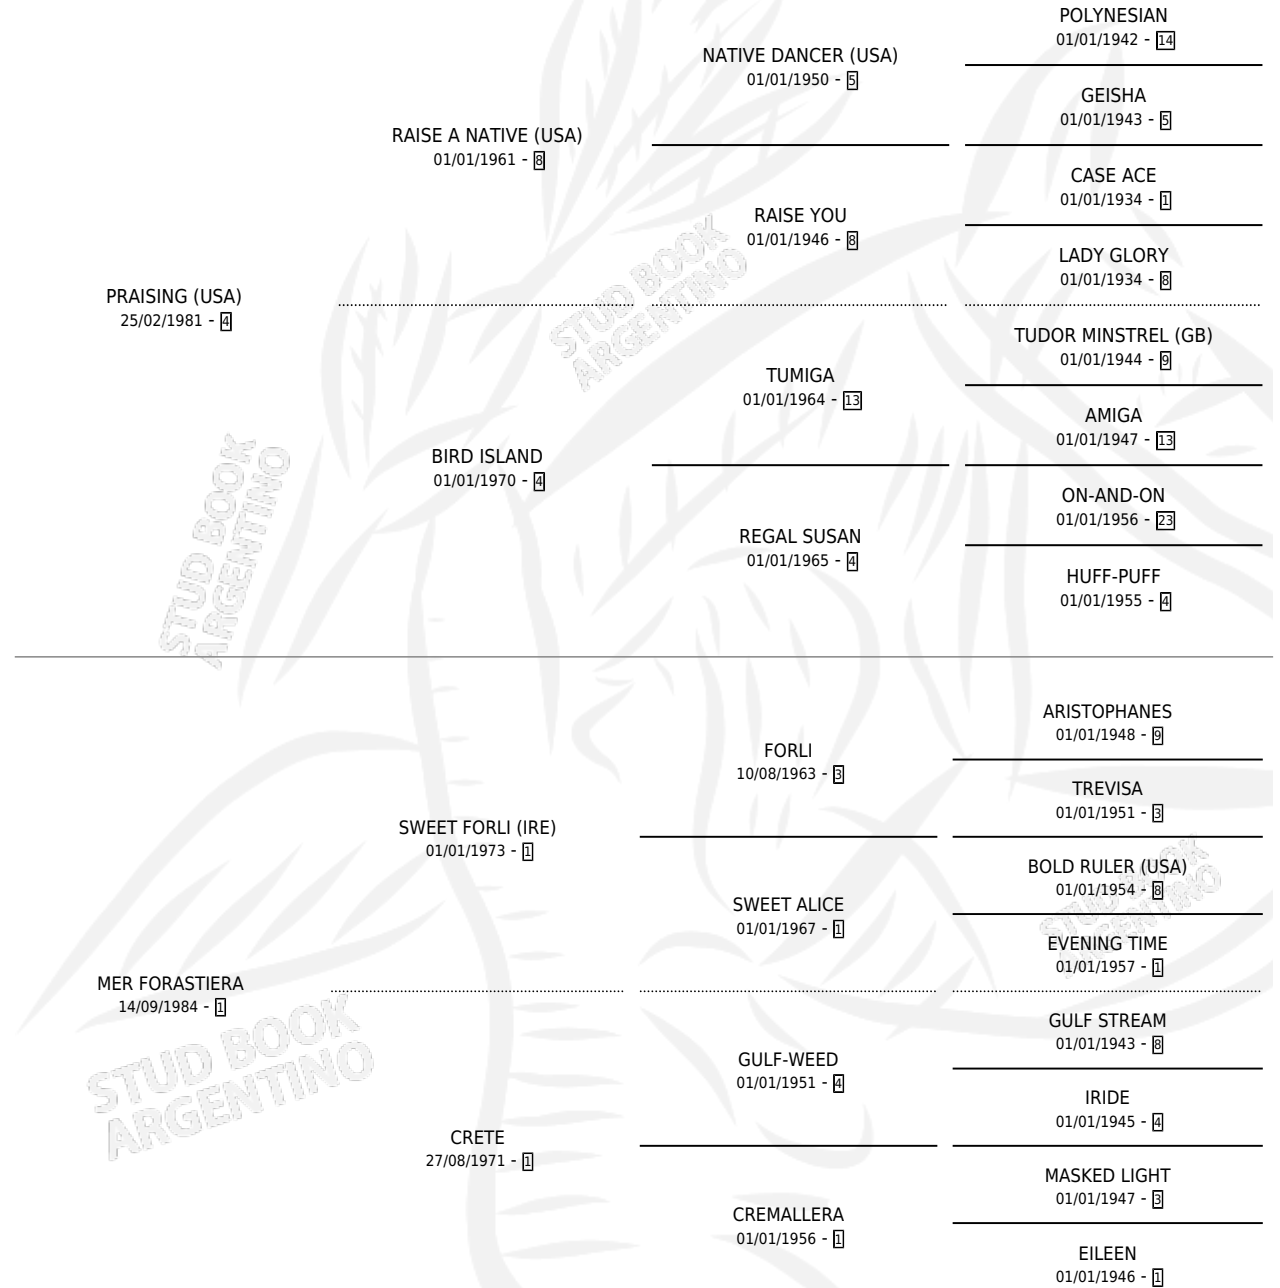 POLYNESIAN
01/01/1942 - 14
NATIVE DANCER (USA)
01/01/1950 - 5
GEISHA
01/01/1943 - 5
RAISE A NATIVE (USA)
01/01/1961 - 8
CASE ACE
01/01/1934 - 1
RAISE YOU
01/01/1946 - 8
LADY GLORY
01/01/1934 - 8
PRAISING (USA)
25/02/1981 - 4
STUD BOOK
ARGENTINO
TUDOR MINSTREL (GB)
01/01/1944 - 9
TUMIGA
01/01/1964 - 13
AMIGA
01/01/1947 - 13
BIRD ISLAND
01/01/1970 - 4
ON-AND-ON
01/01/1956 - 23
REGAL SUSAN
01/01/1965 - 4
HUFF-PUFF
01/01/1955 - 4
STUD BOOK
ARGENTINO
ARISTOPHANES
01/01/1948 - 9
FORLI
10/08/1963 - 3
TREVISA
01/01/1951 - 3
SWEET FORLI (IRE)
01/01/1973 - 1
BOLD RULER (USA)
01/01/1954 - 8
SWEET ALICE
01/01/1967 - 1
EVENING TIME
01/01/1957 - 1
STUD BOOK
ARGENTINO
MER FORASTIERA
14/09/1984 - 1
GULF STREAM
01/01/1943 - 8
GULF-WEED
01/01/1951 - 4
IRIDE
01/01/1945 - 4
STUD BOOK
ARGENTINO
CRETE
27/08/1971 - 1
MASKED LIGHT
01/01/1947 - 3
CREMALLERA
01/01/1956 - 1
EILEEN
01/01/1946 - 1